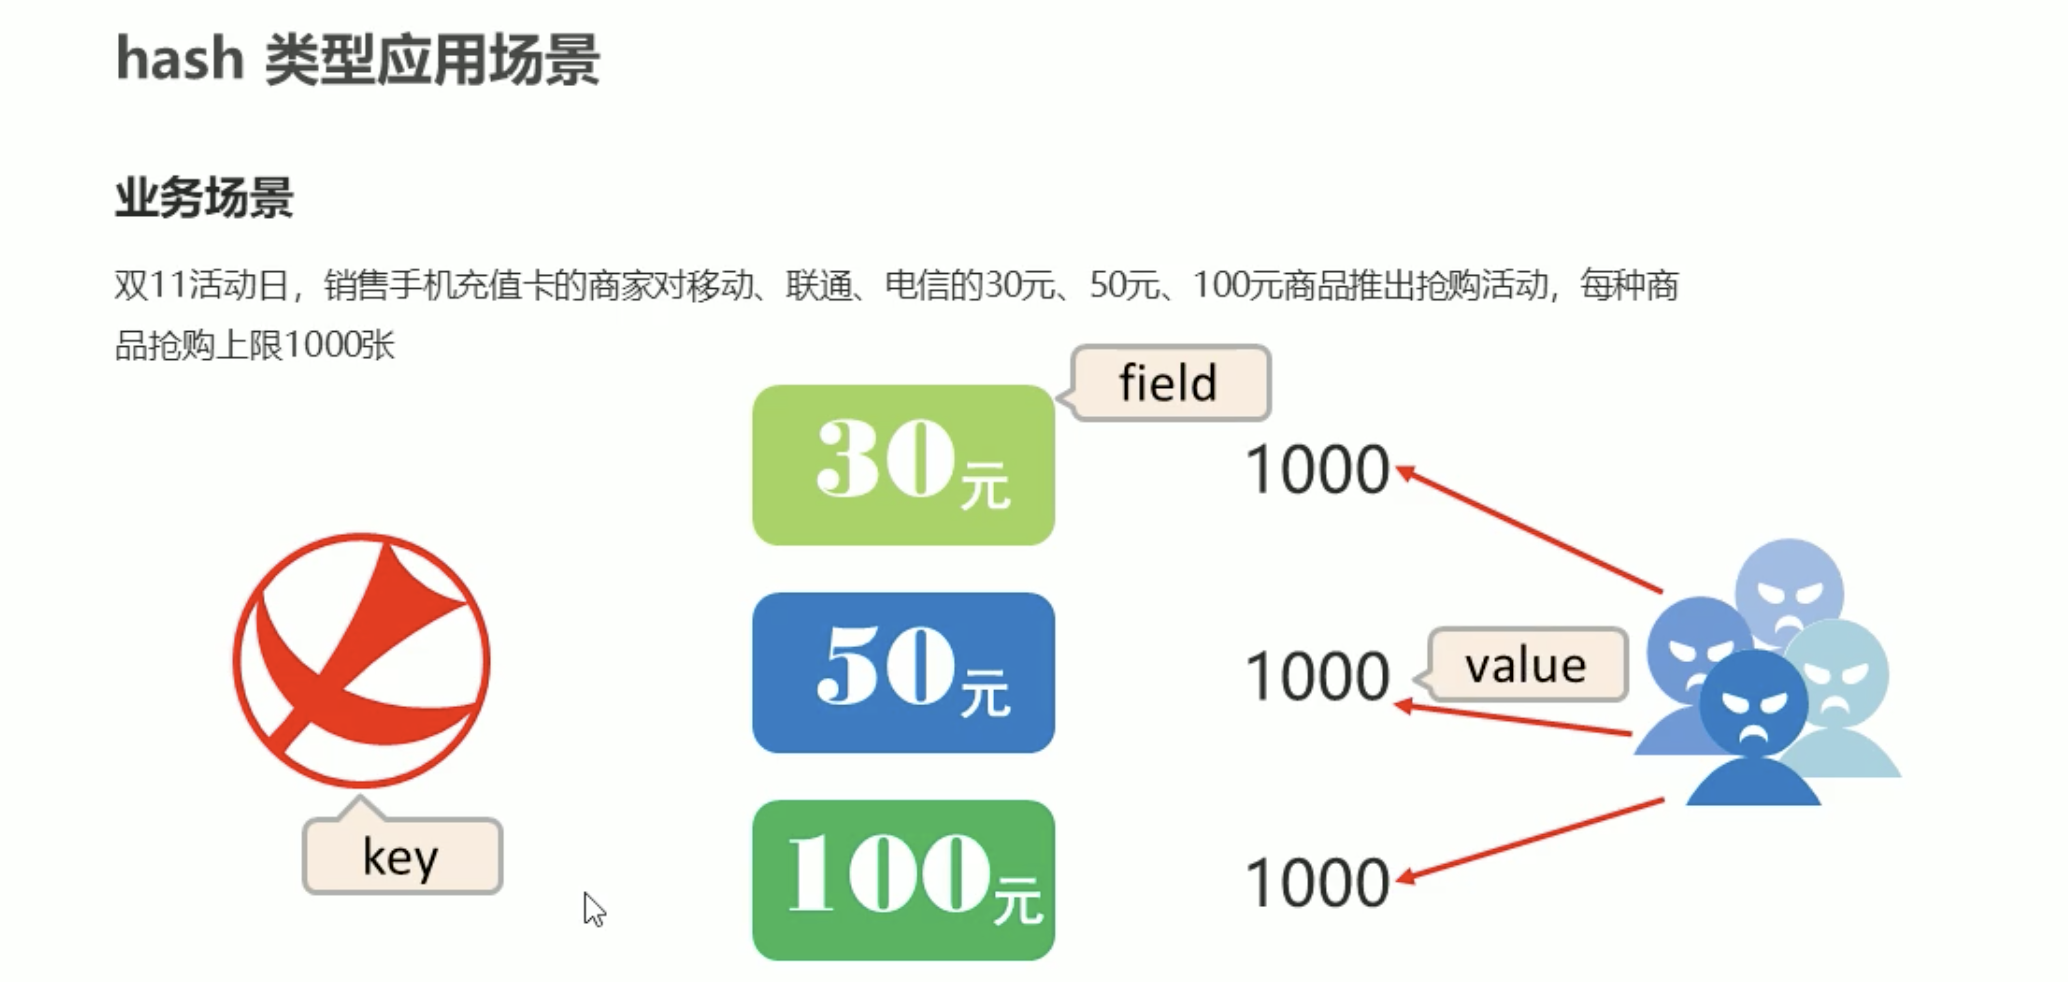 hash 类型应用场景
业务场景
双11活动日，销售手机充值卡的商家对移动、联通、电信的30元、50元、100元商品推出抢购活动，每种商
品抢购上限1000张
field
30元
1000
50元
1000
value
key
100元
1000